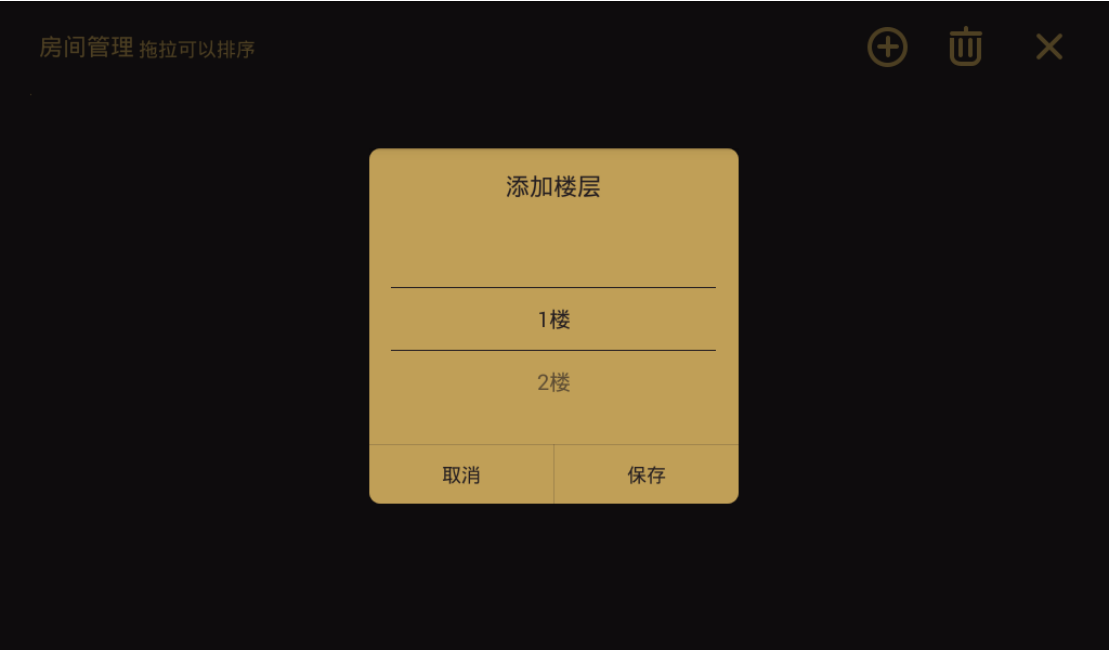 房间管理 拖拉可以排序
添加楼层
1楼
2楼
取消 保存